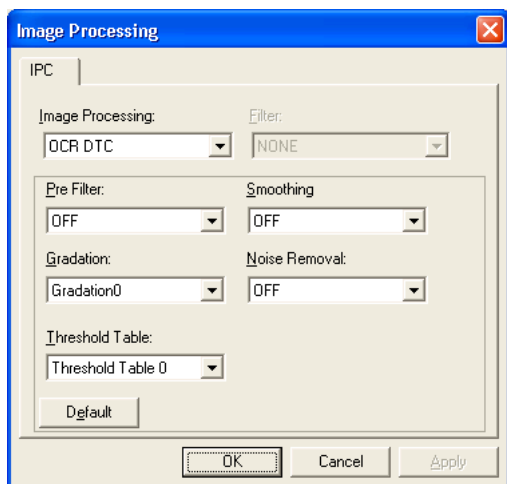 Image Processing
IPC
Image Processing: Filter:
OCR DTC NONE
Pre Filter: Smoothing
OFF OFF
Gradation: Noise Removal:
Gradation0 OFF
Threshold Table:
Threshold Table 0
Default
OK Cancel Apply